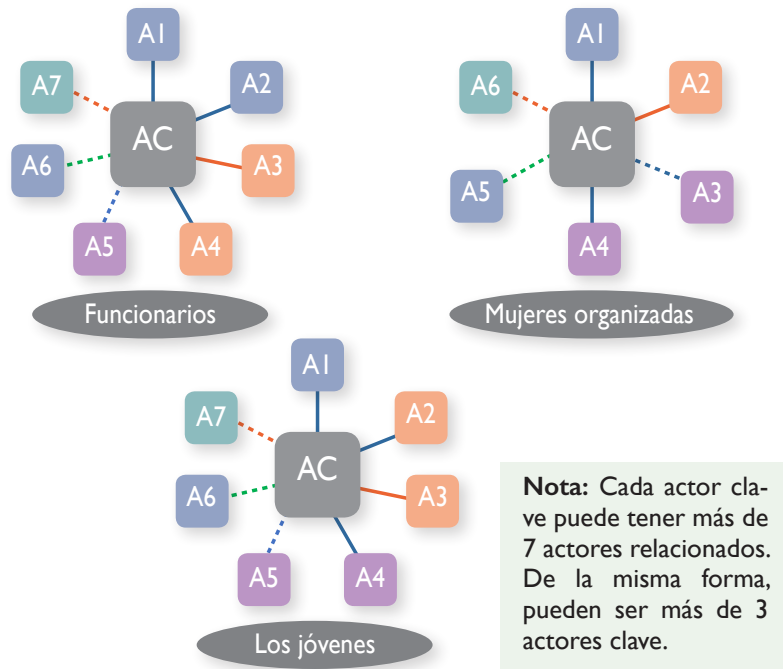 A1
A7
A2
AC
A6
A3
A5
A4
Funcionarios
A1
A6
A2
AC
A5
A3
A4
Mujeres organizadas
A1
A7
A2
AC
A6
A3
A5
A4
Los jóvenes
Nota: Cada actor cla-
ve puede tener más de
7 actores relacionados.
De la misma forma,
pueden ser más de 3
actores clave.